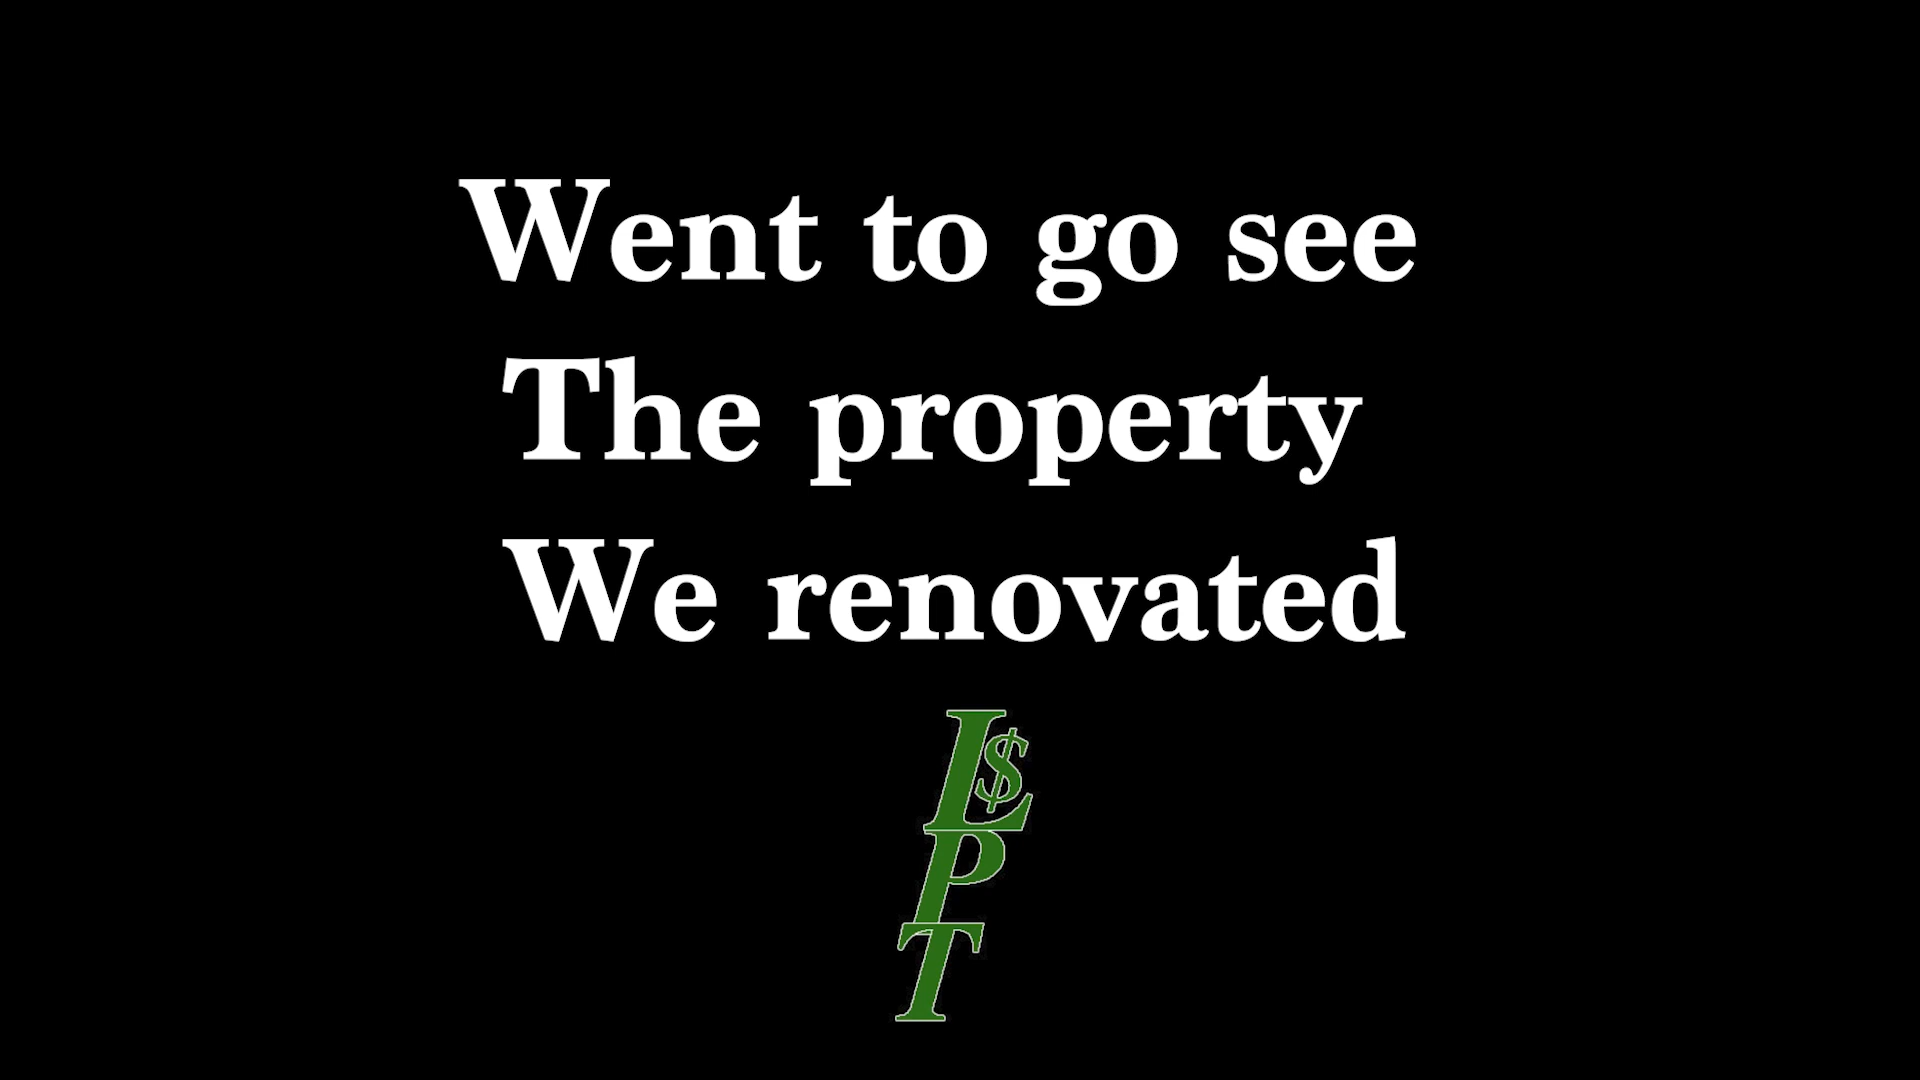 Went to go see
The property
We renovated
L$
P
T